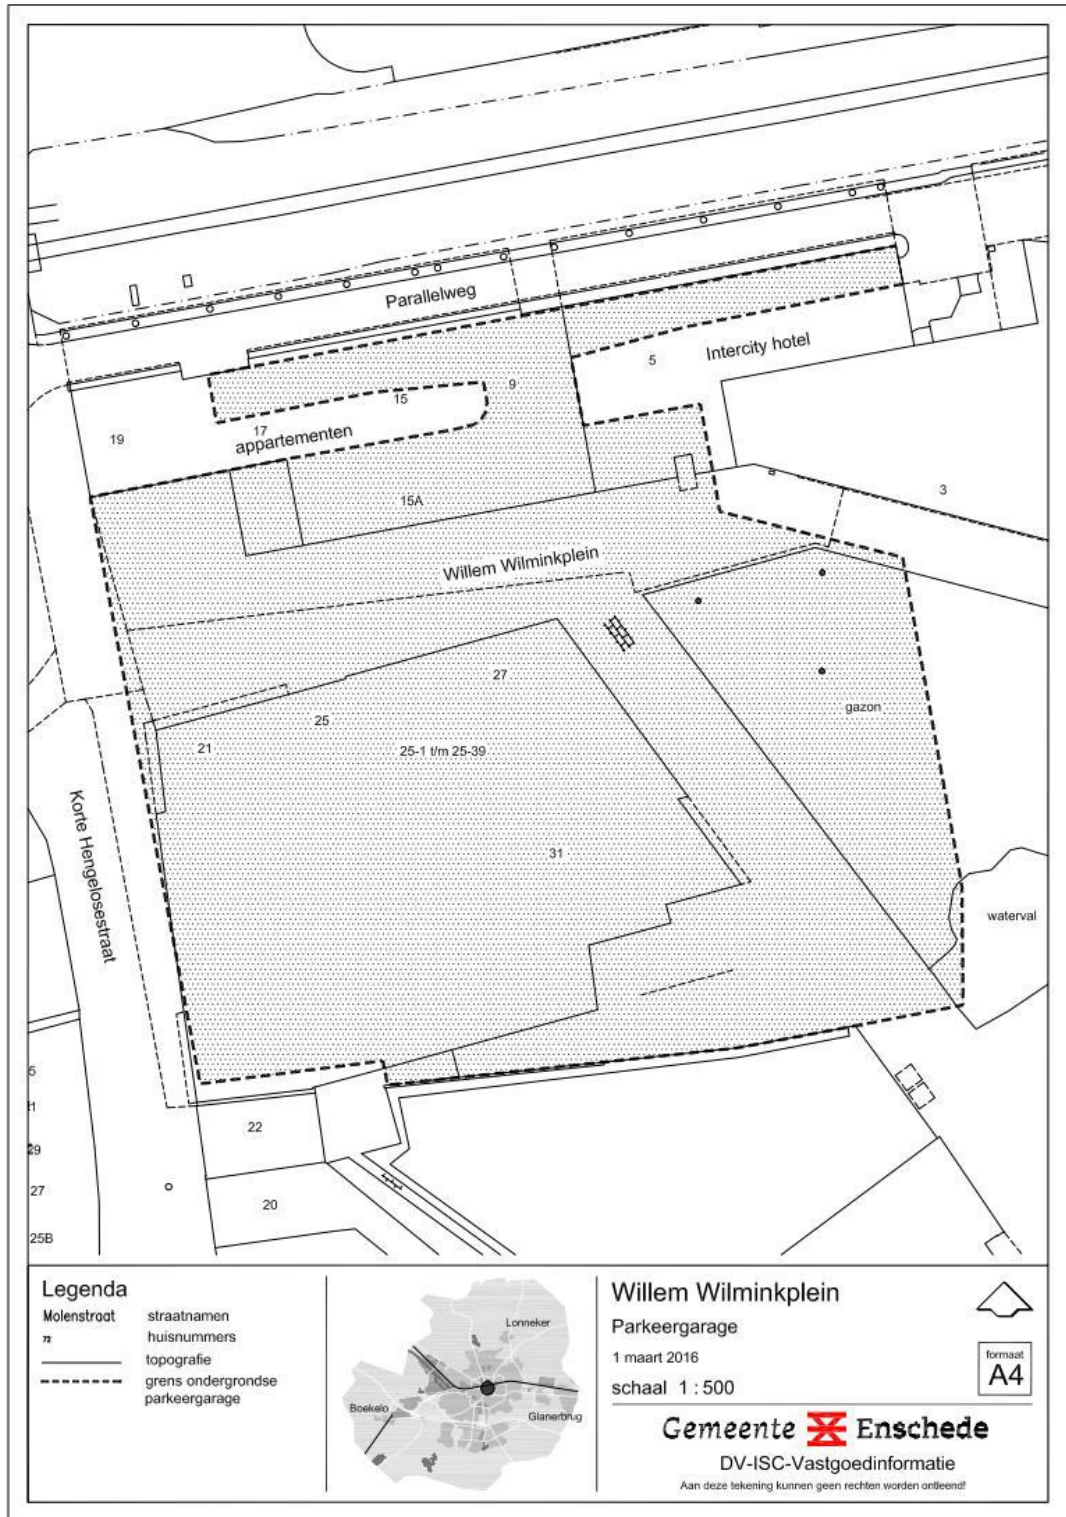 Parallelweg
Intercity hotel
5
9
15
17
19
appartementen
15A
3
Willem Wilminkplein
27
25
21
25-1 t/m 25-39
gazon
31
Korte Hengelosestraat
waterval
5
29
22
27
20
25B
Legenda
Molenstraat straatnamen
n huisnummers
topografie
grens ondergrondse
parkeergarage
Lonneker
Boekelo
Glanerbrug
Willem Wilminkplein
Parkeergarage
1 maart 2016
schaal 1 : 500
formaat
A4
Gemeente Enschede
DV-ISC-Vastgoedinformatie
Aan deze tekening kunnen geen rechten worden ontleend!